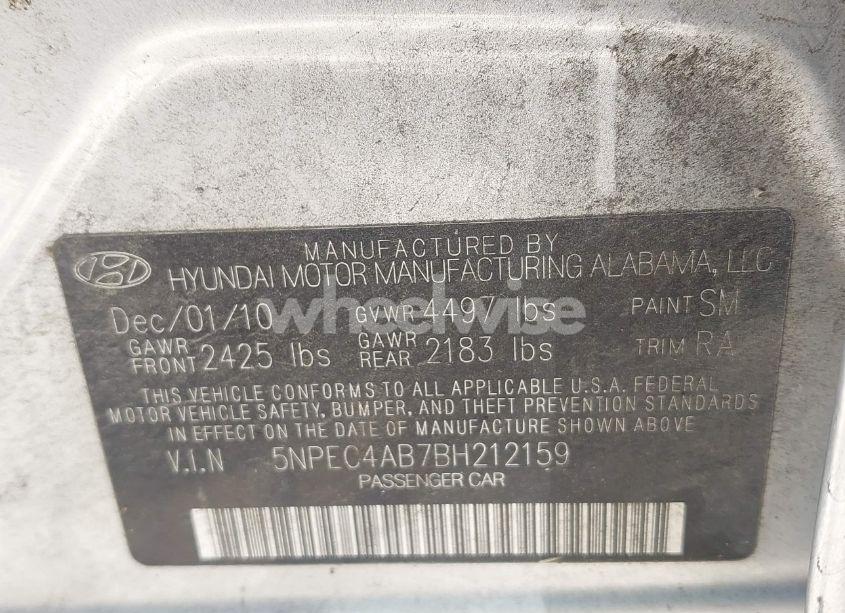 MANUFACTURED BY
HYUNDAI MOTOR MANUFACTURING ALABAMA, LLC
Dec/01/10 GVWR 4497 lbs PAINT SM
GAWR FRONT 2425 lbs GAWR REAR 2183 lbs TRIM RA
THIS VEHICLE CONFORMS TO ALL APPLICABLE U.S.A. FEDERAL
MOTOR VEHICLE SAFETY, BUMPER, AND THEFT PREVENTION STANDARDS
IN EFFECT ON THE DATE OF MANUFACTURE SHOWN ABOVE.
V.I.N 5NPEC4AB7BH212159
PASSENGER CAR
wheelwise